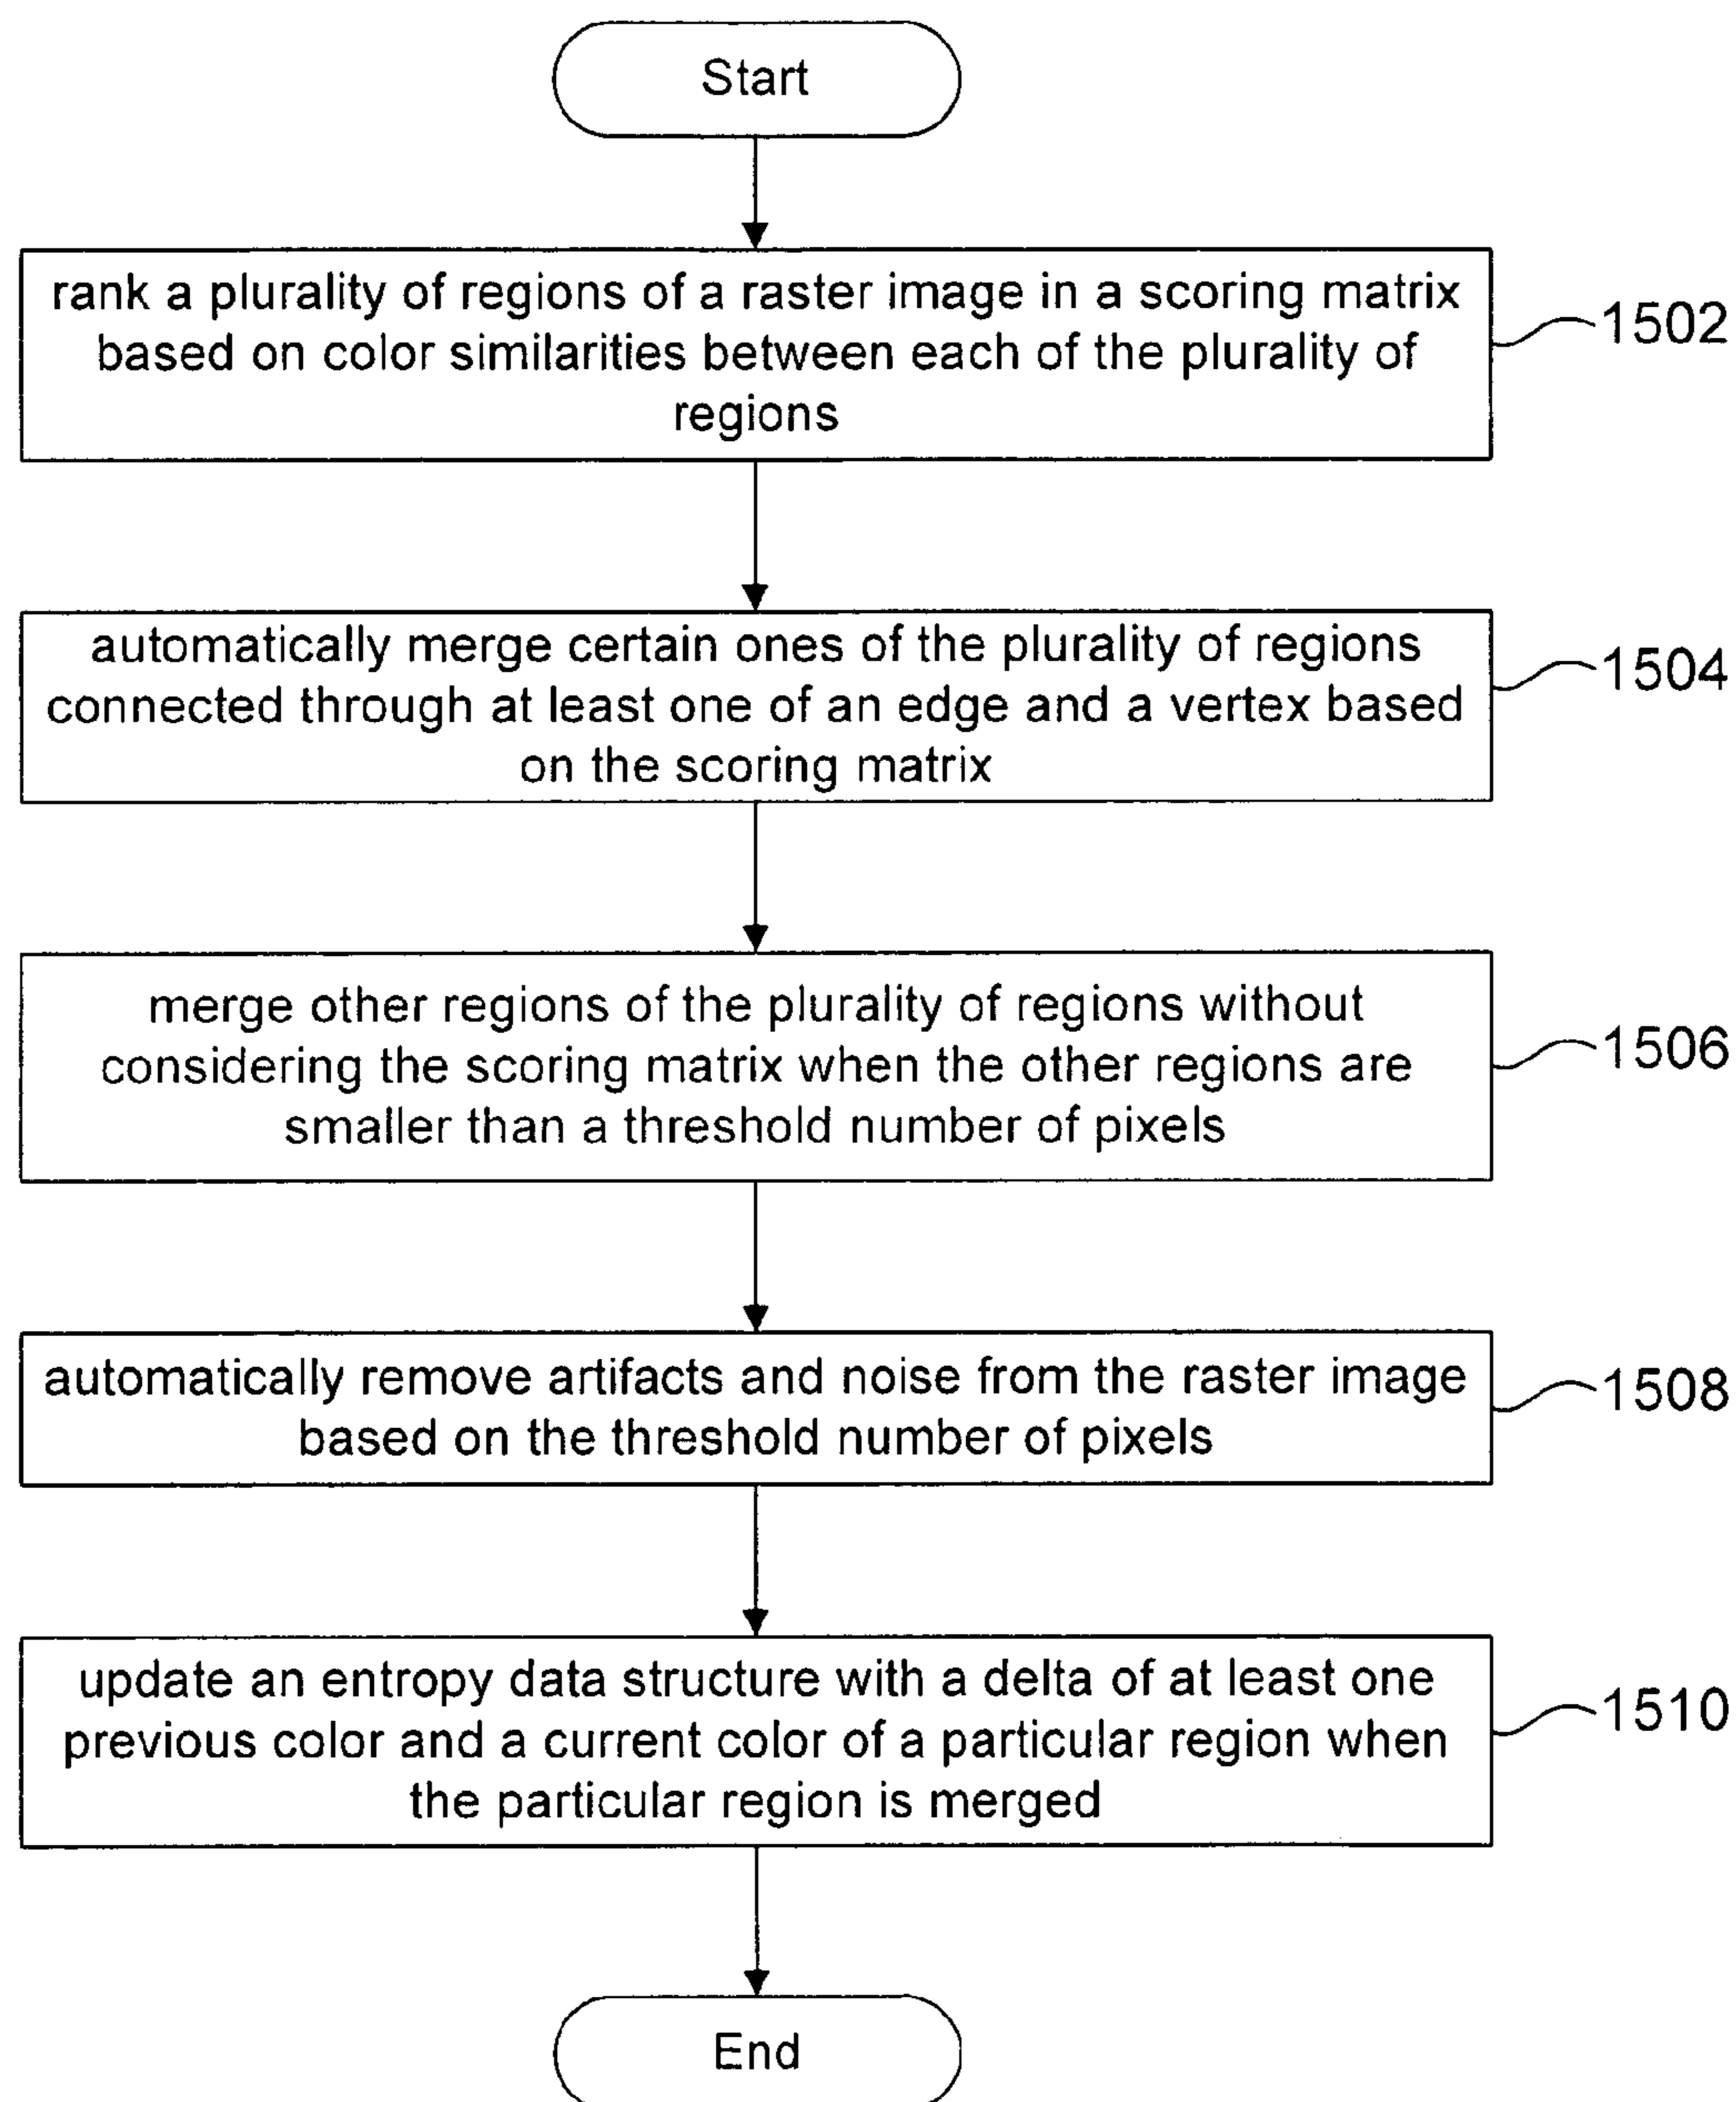 Start
rank a plurality of regions of a raster image in a scoring matrix
based on color similarities between each of the plurality of
regions
1502
automatically merge certain ones of the plurality of regions
connected through at least one of an edge and a vertex based
on the scoring matrix
1504
merge other regions of the plurality of regions without
considering the scoring matrix when the other regions are
smaller than a threshold number of pixels
1506
automatically remove artifacts and noise from the raster image
based on the threshold number of pixels
1508
update an entropy data structure with a delta of at least one
previous color and a current color of a particular region when
the particular region is merged
1510
End